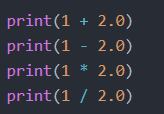 print(1 + 2.0)
print(1 - 2.0)
print(1 * 2.0)
print(1 / 2.0)